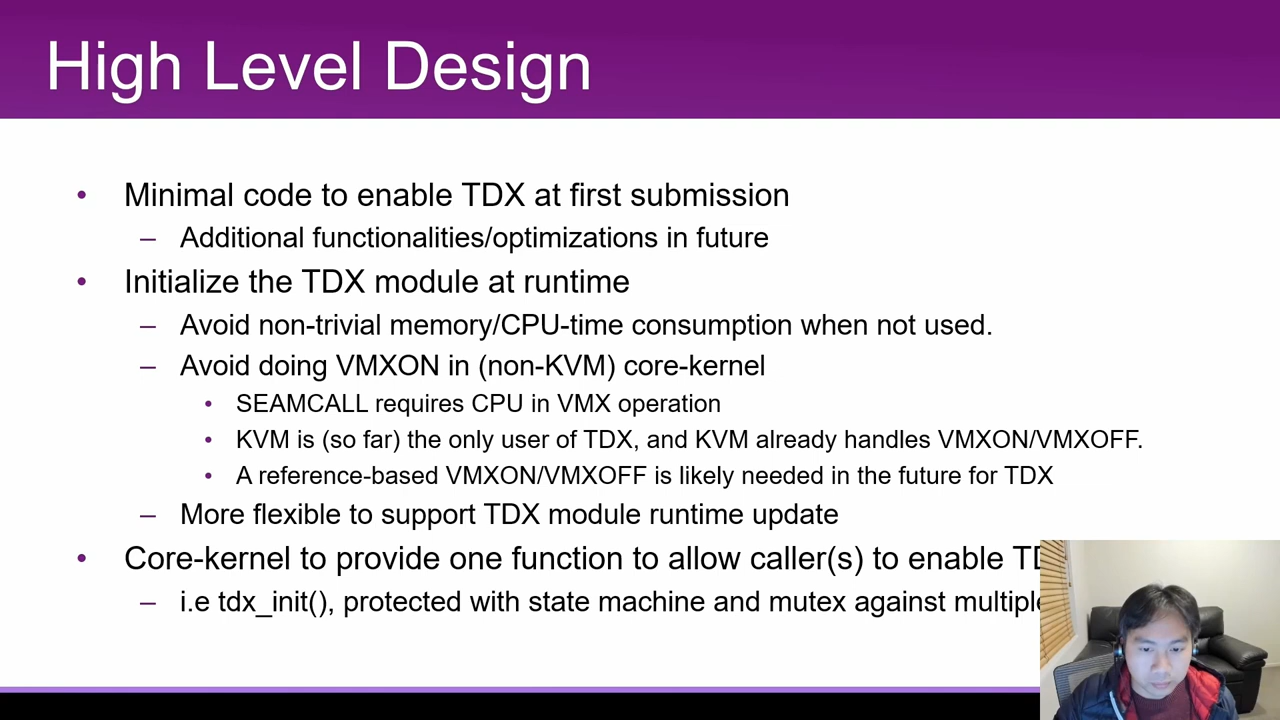 High Level Design
• Minimal code to enable TDX at first submission
– Additional functionalities/optimizations in future
• Initialize the TDX module at runtime
– Avoid non-trivial memory/CPU-time consumption when not used.
– Avoid doing VMXON in (non-KVM) core-kernel
• SEAMCALL requires CPU in VMX operation
• KVM is (so far) the only user of TDX, and KVM already handles VMXON/VMXOFF.
• A reference-based VMXON/VMXOFF is likely needed in the future for TDX
– More flexible to support TDX module runtime update
• Core-kernel to provide one function to allow caller(s) to enable
– i.e tdx_init(), protected with state machine and mutex against multiple